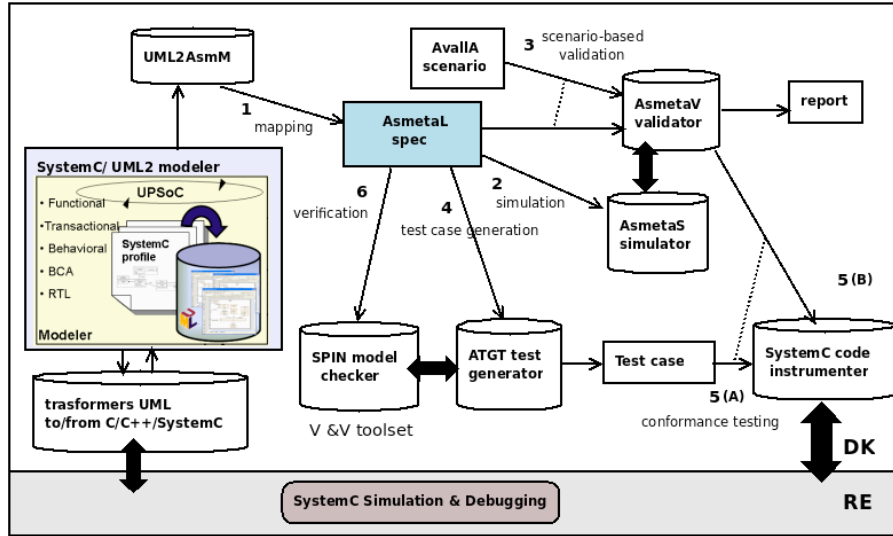 UML2AsmM
AvallA
scenario
3 scenario-based
validation
AsmetaV
validator
report
1
mapping
AsmetaL
spec
SystemC/ UML2 modeler
UPSoC
• Functional
•Transactional
• Behavioral
• BCA
• RTL
SystemC
profile
Modeler
6
verification
4
test case generation
2
simulation
AsmetaS
simulator
5 (B)
SPIN model
checker
ATGT test
generator
Test case
SystemC code
instrumenter
5 (A)
conformance testing
V &V toolset
trasformers UML
to/from C/C++/SystemC
DK
RE
SystemC Simulation & Debugging